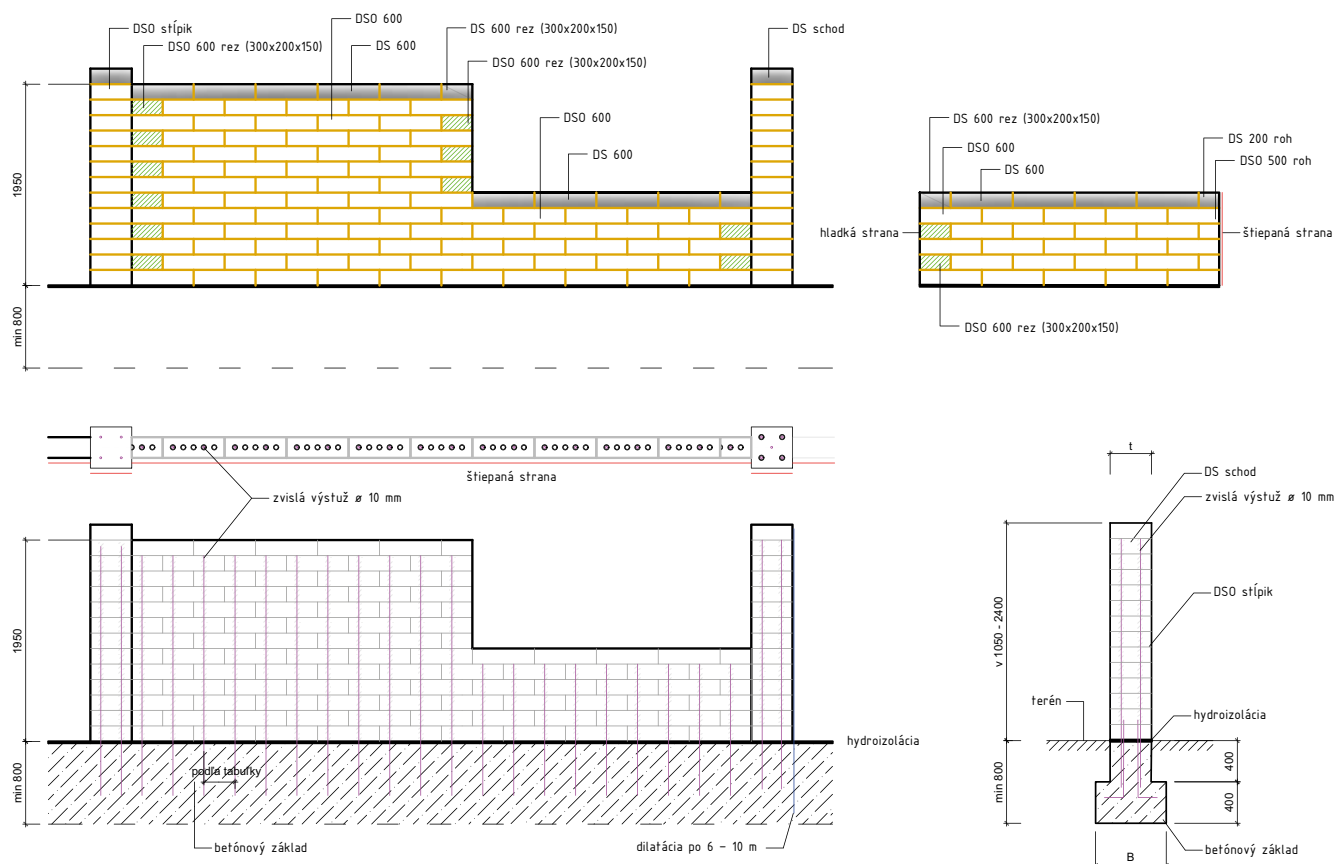 DSO stĺpik
DSO 600
DSO 600 rez (300x200x150)
DS 600
DS 600 rez (300x200x150)
DSO 600 rez (300x200x150)
DS schod
DSO 600
DS 600
1950
min 800
DS 600 rez (300x200x150)
DSO 600
DS 600
DS 200 roh
DSO 500 roh
hladká strana
štiepaná strana
DSO 600 rez (300x200x150)
štiepaná strana
zvislá výstuž ø 10 mm
1950
min 800
podľa tabuľky
hydroizolácia
betónový základ
dilatácia po 6 - 10 m
t
DS schod
zvislá výstuž ø 10 mm
DSO stĺpik
v 1050 - 2400
terén
hydroizolácia
min 800
400
400
B
betónový základ